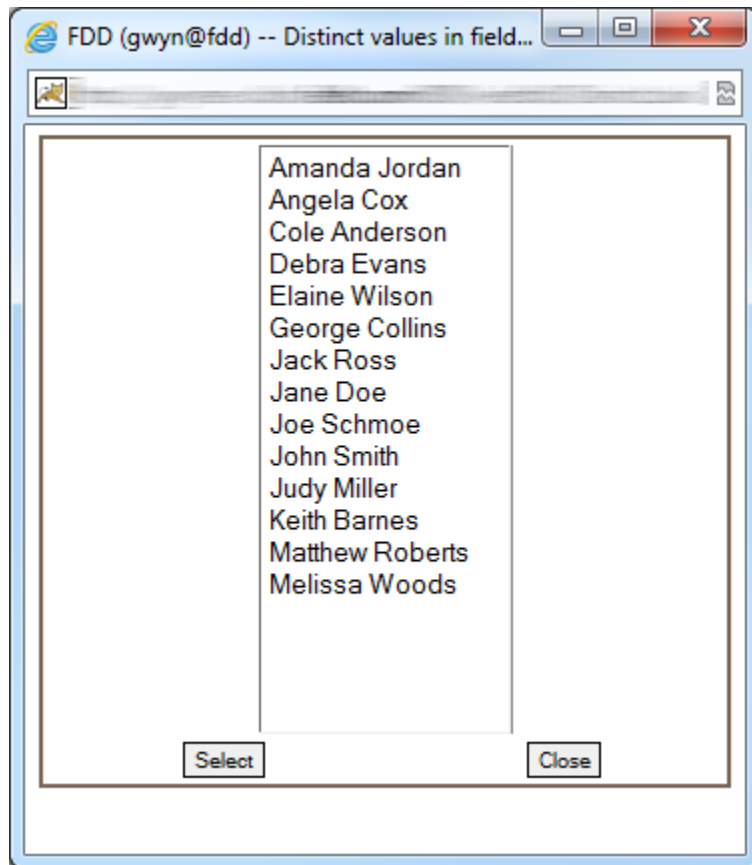 FDD (gwyn@fdd) -- Distinct values in field...
Amanda Jordan
Angela Cox
Cole Anderson
Debra Evans
Elaine Wilson
George Collins
Jack Ross
Jane Doe
Joe Schmoe
John Smith
Judy Miller
Keith Barnes
Matthew Roberts
Melissa Woods
Select Close